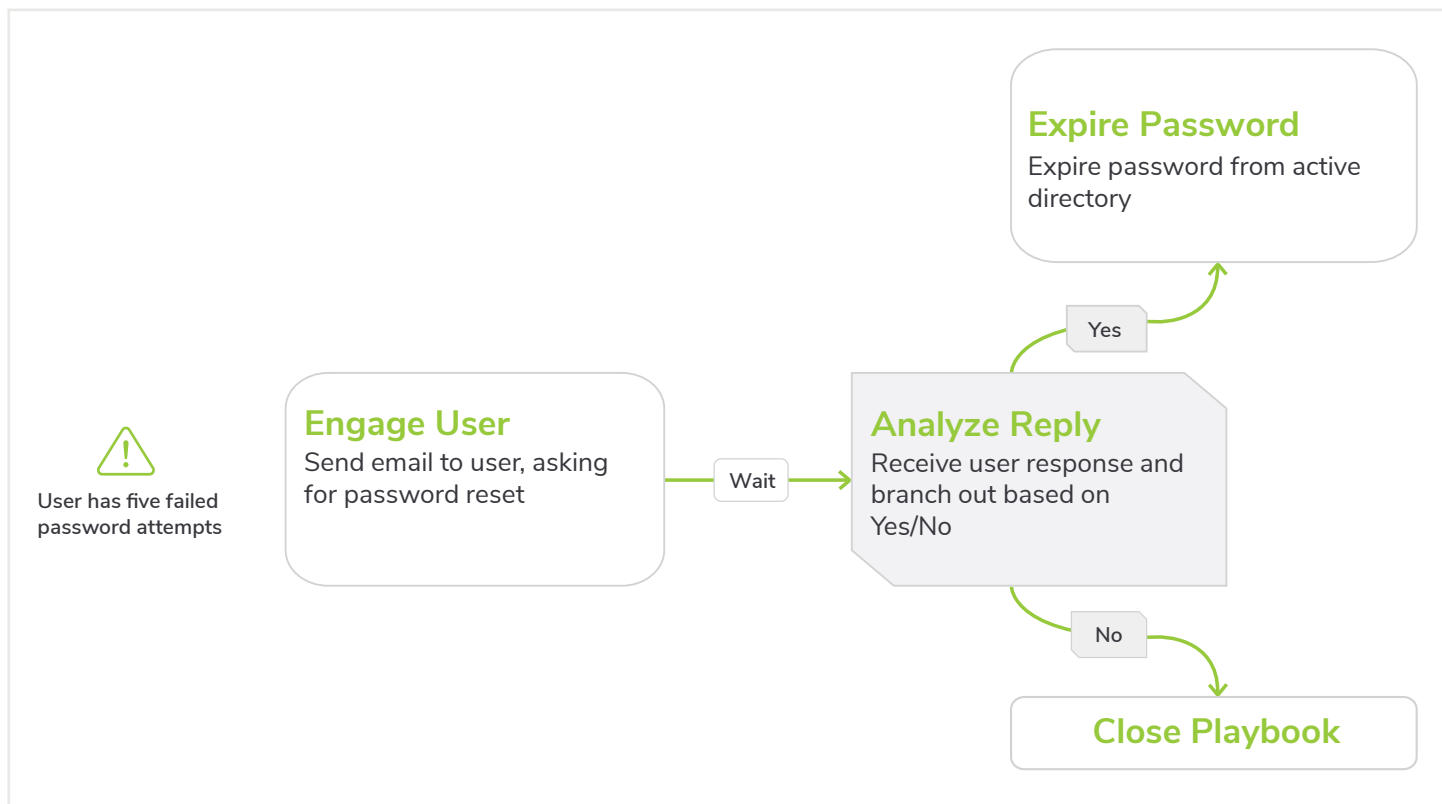 User has five failed
password attempts
Engage User
Send email to user, asking
for password reset
Wait
Analyze Reply
Receive user response and
branch out based on
Yes/No
Yes
Expire Password
Expire password from active
directory
No
Close Playbook